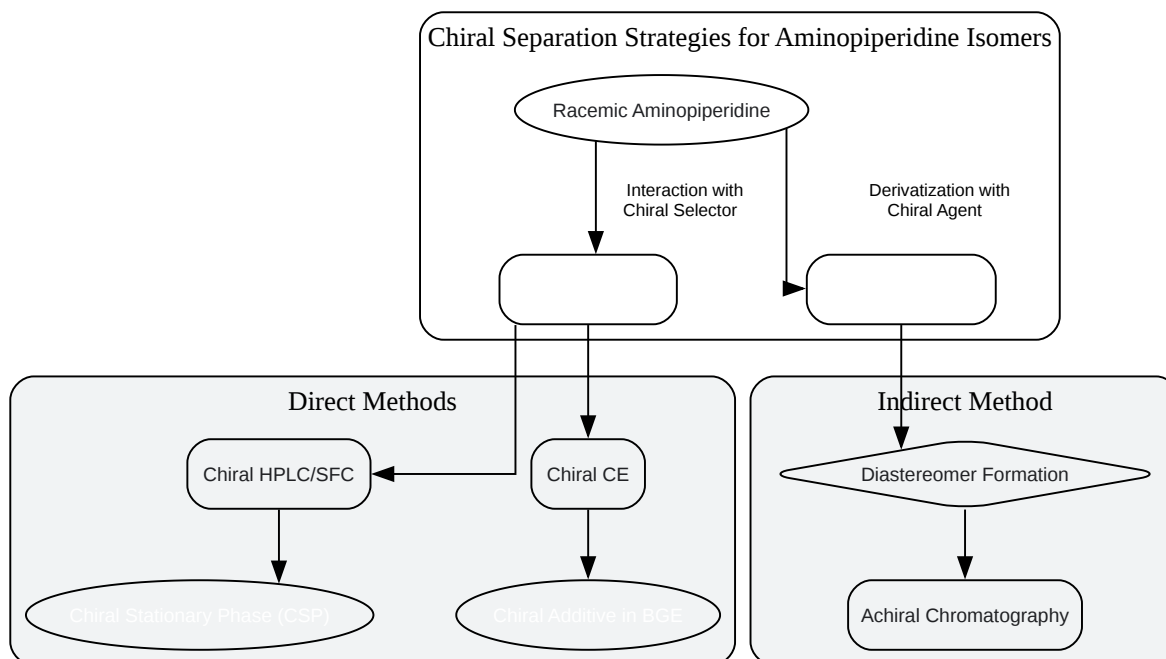 Chiral Separation Strategies for Aminopiperidine Isomers
Racemic Aminopiperidine
Interaction with
Chiral Selector
Derivatization with
Chiral Agent
Direct Methods
Indirect Method
Chiral HPLC/SFC
Chiral CE
Diastereomer Formation
Chiral Stationary Phase (CSP)
Chiral Additive in BGE
Achiral Chromatography